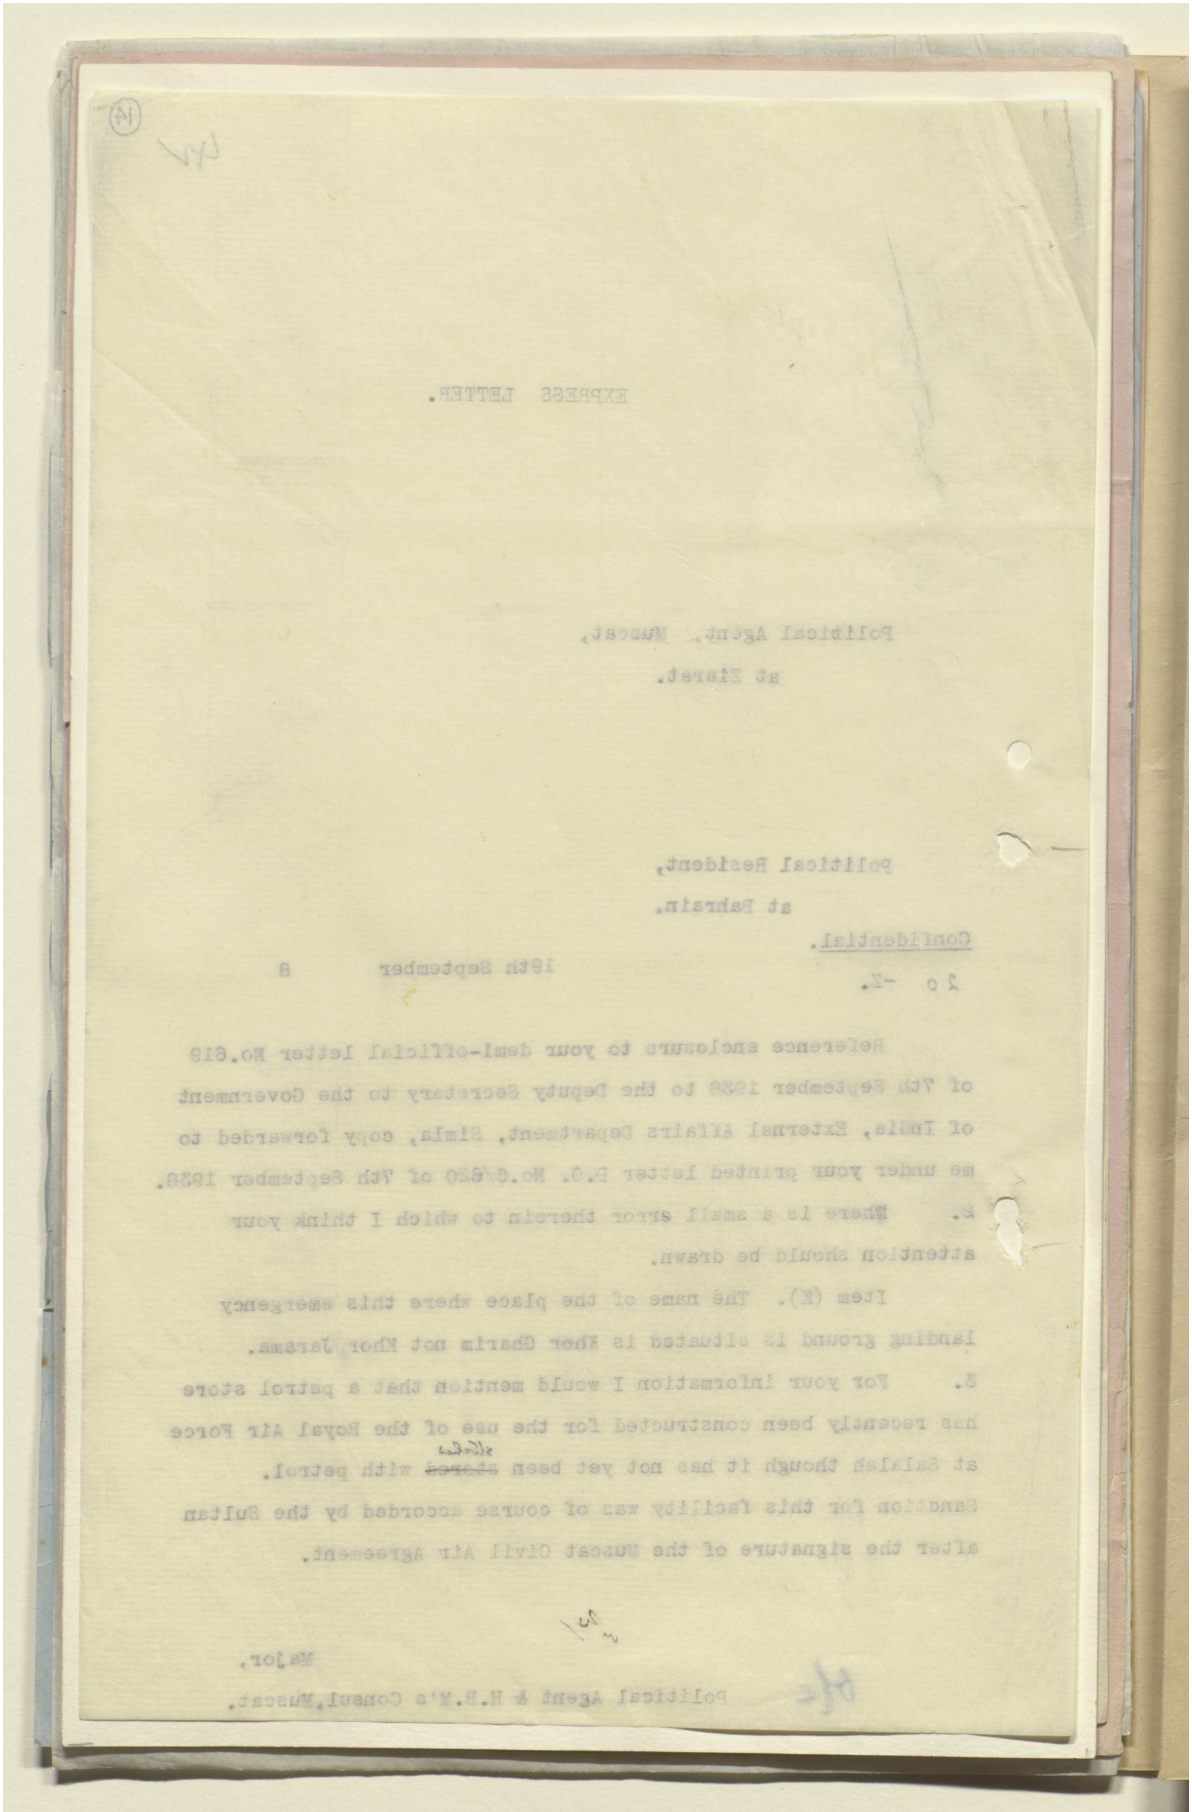 14
EXPRESS LETTER.
Political Agent, Muscat,
at Ziarat.
Political Resident,
at Bahrain.
Confidential.
19th September 8
2 0 -Z.
Reference enclosure to your demi-official letter No.619
of 7th September 1938 to the Deputy Secretary to the Government
of India, External Affairs Department, Simla, copy forwarded to
me under your printed letter D.O. No.C/620 of 7th September 1938.
2. There is a small error therein to which I think your
attention should be drawn.
Item (K). The name of the place where this emergency
landing ground is situated is Khor Gharim not Khor Jarama.
3. For your information I would mention that a petrol store
has recently been constructed for the use of the Royal Air Force
stocked
at Salalah though it has not yet been stored with petrol.
Sanction for this facility was of course accorded by the Sultan
after the signature of the Muscat Civil Air Agreement.
Major,
Political Agent & H.B.M's Consul,Muscat.